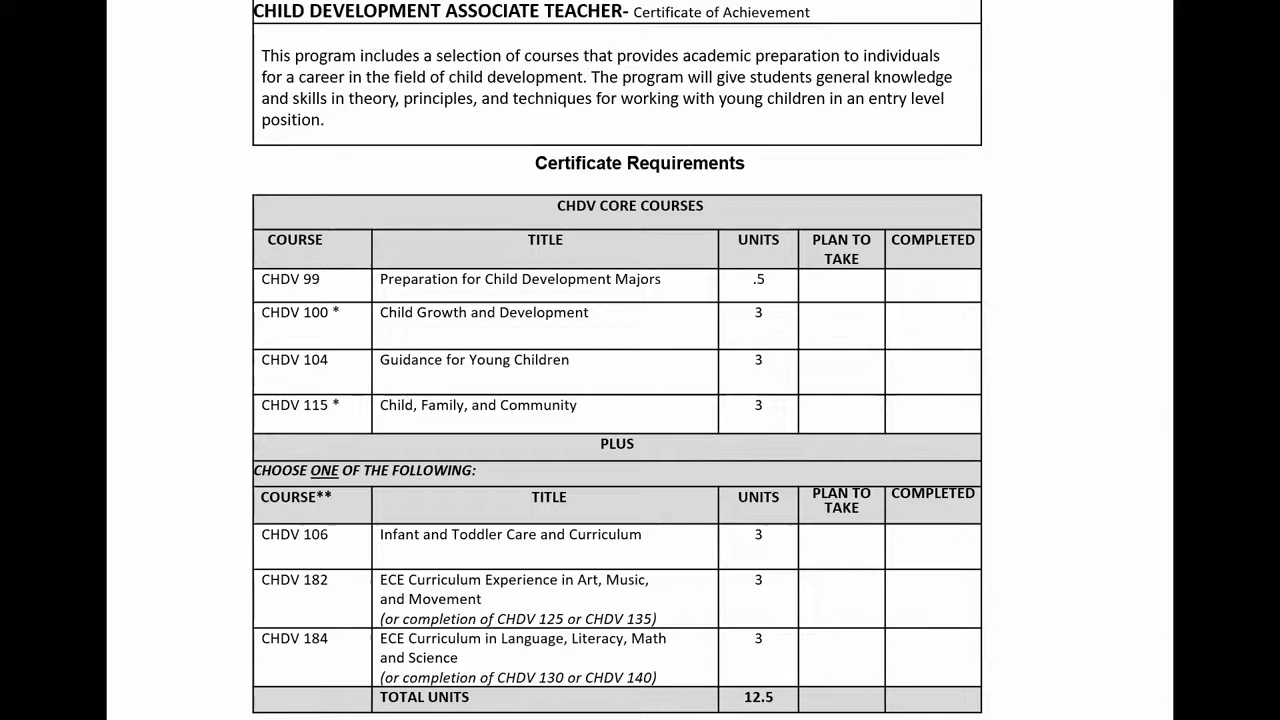 CHILD DEVELOPMENT ASSOCIATE TEACHER- Certificate of Achievement
This program includes a selection of courses that provides academic preparation to individuals
for a career in the field of child development. The program will give students general knowledge
and skills in theory, principles, and techniques for working with young children in an entry level
position.
Certificate Requirements
CHDV CORE COURSES
COURSE TITLE UNITS PLAN TO TAKE COMPLETED
CHDV 99 Preparation for Child Development Majors .5
CHDV 100 * Child Growth and Development 3
CHDV 104 Guidance for Young Children 3
CHDV 115 * Child, Family, and Community 3
PLUS
CHOOSE ONE OF THE FOLLOWING:
COURSE** TITLE UNITS PLAN TO TAKE COMPLETED
CHDV 106 Infant and Toddler Care and Curriculum 3
CHDV 182 ECE Curriculum Experience in Art, Music, 3
and Movement
(or completion of CHDV 125 or CHDV 135)
CHDV 184 ECE Curriculum in Language, Literacy, Math 3
and Science
(or completion of CHDV 130 or CHDV 140)
TOTAL UNITS 12.5